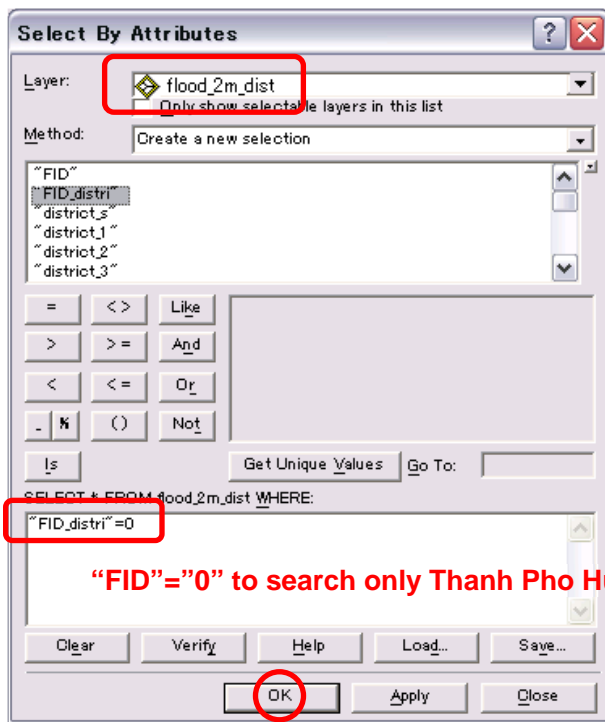 Select By Attributes
Layer: flood_2m_dist
Only show selectable layers in this list
Method: Create a new selection
"FID"
"FID_distri"
"district_s"
"district_1"
"district_2"
"district_3"
= <> Like
> >= And
< <= Or
_ % () Not
Is Get Unique Values Go To:
SELECT * FROM flood_2m_dist WHERE:
"FID_distri"=0
“FID”=”0” to search only Thanh Pho
Clear Verify Help Load... Save...
OK Apply Close